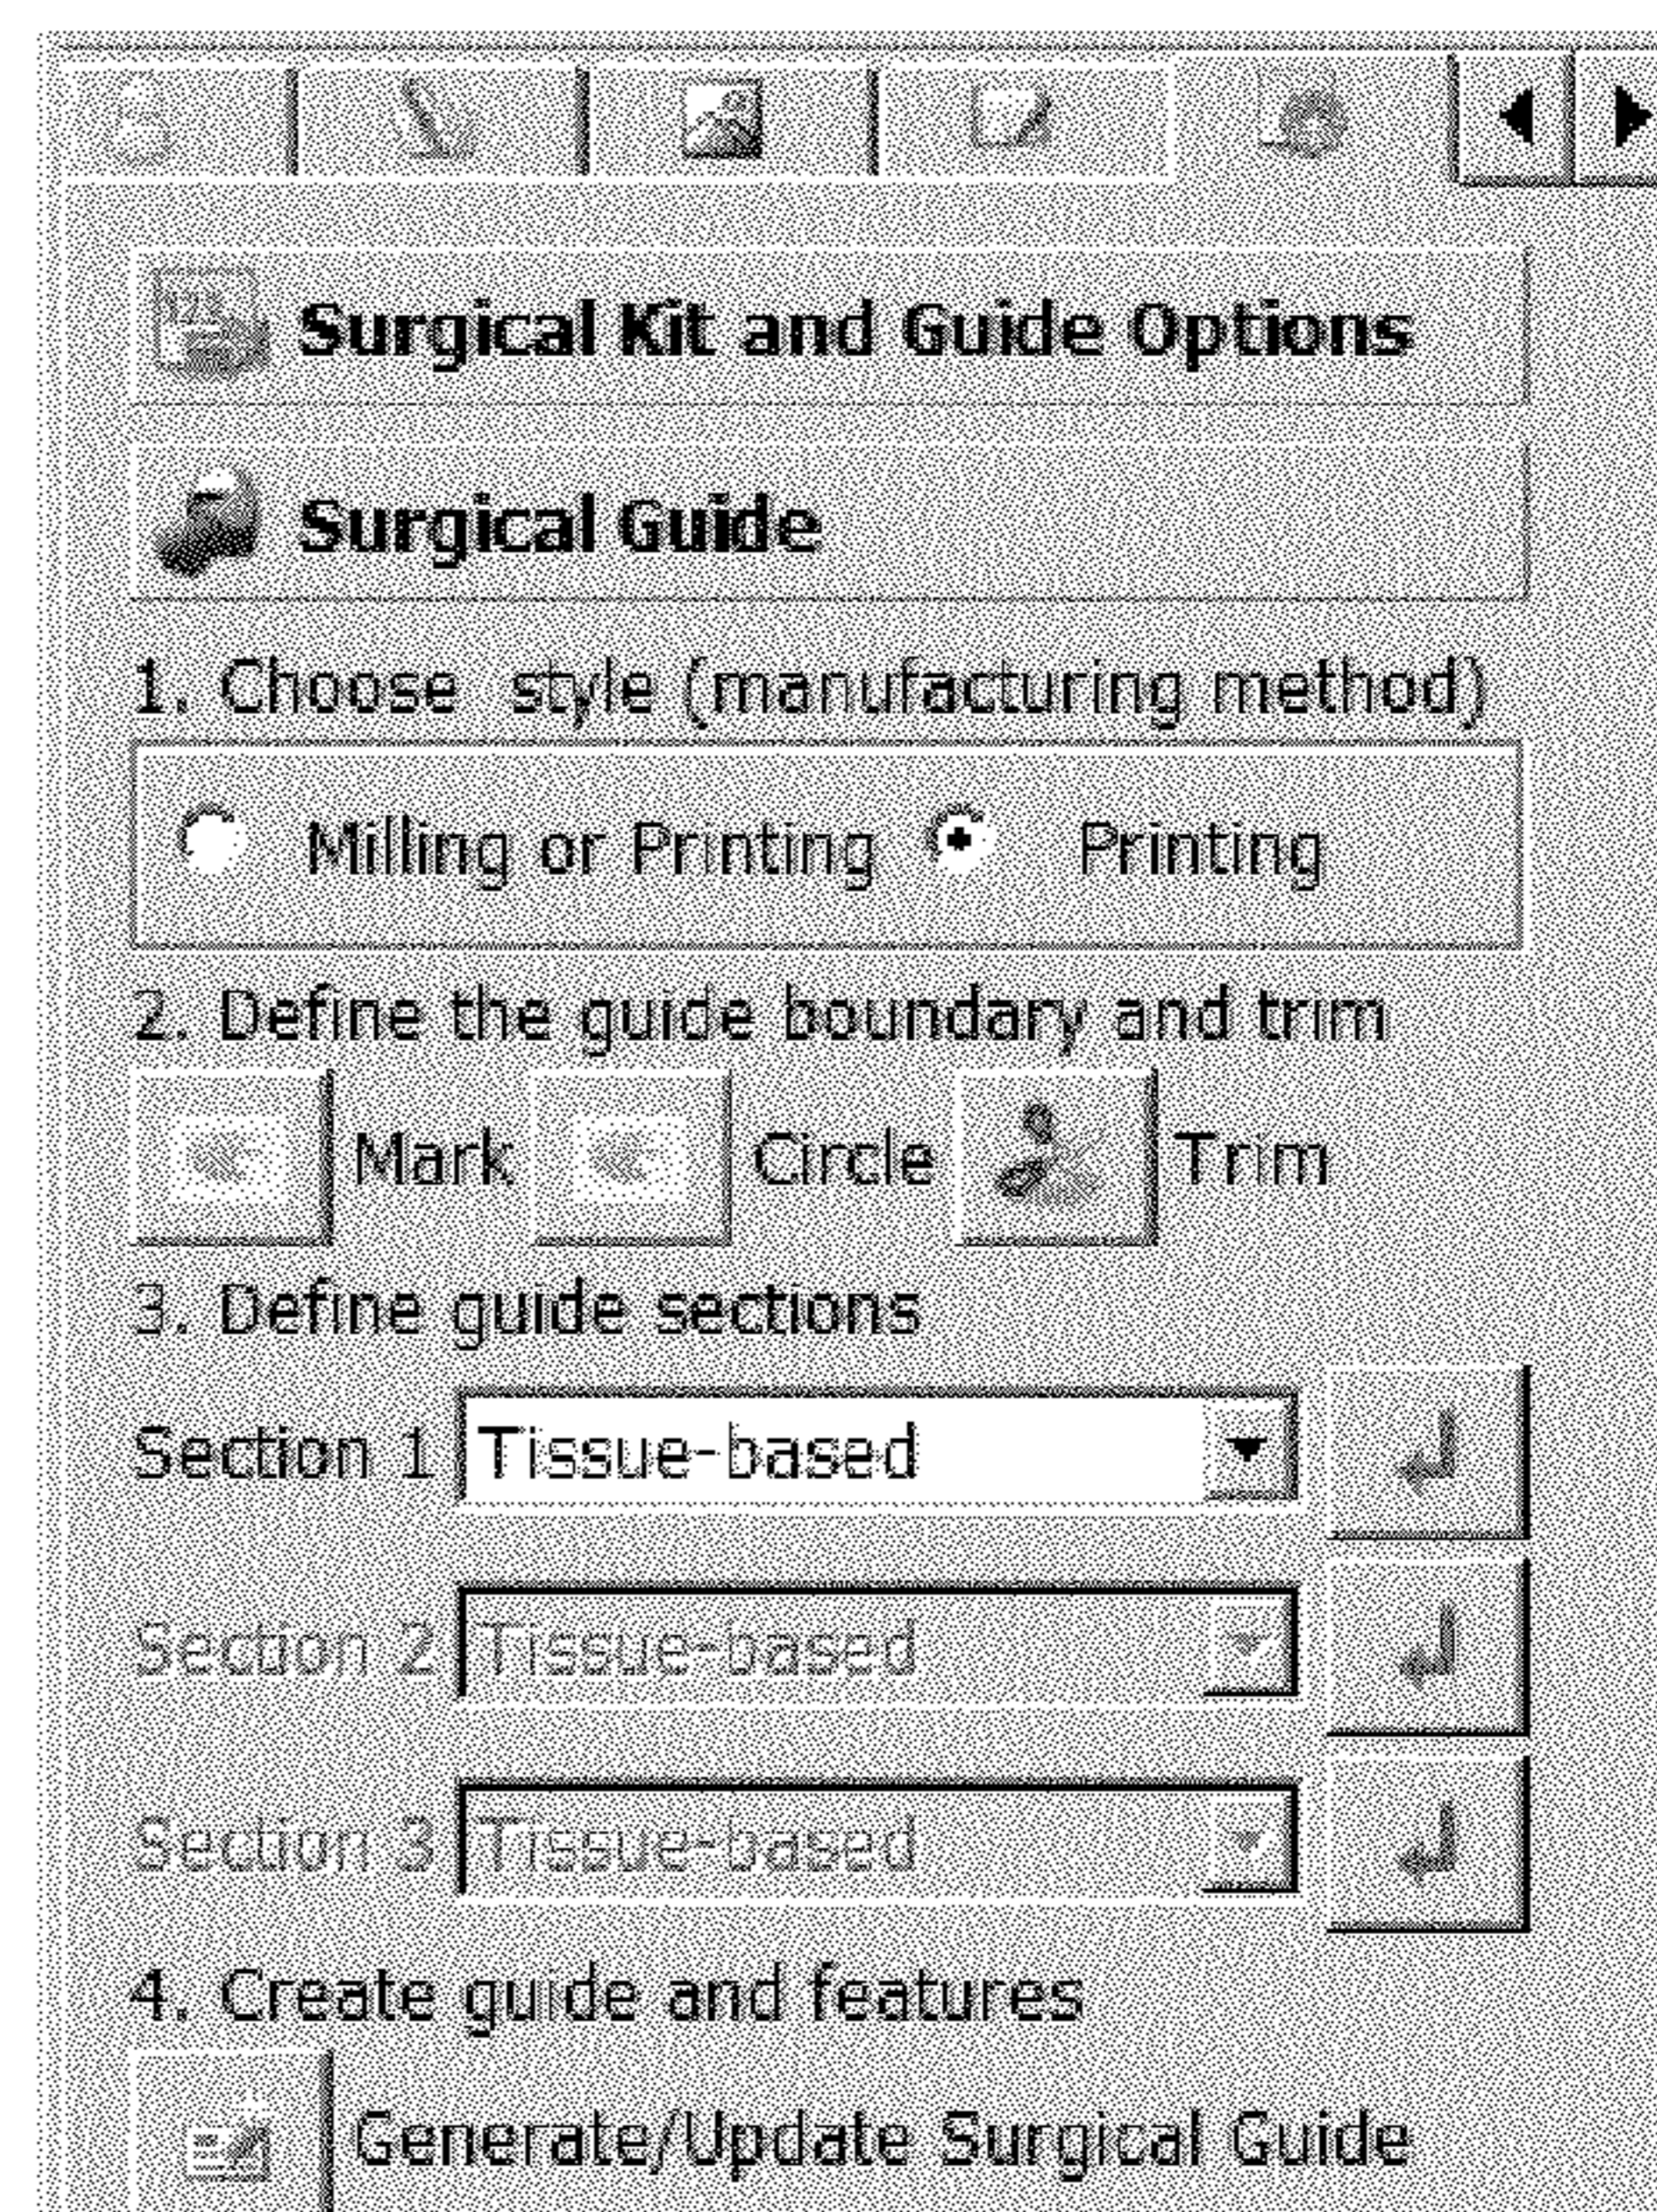 Surgical Kit and Guide Options
Surgical Guide
1. Choose style (manufacturing method)
Milling or Printing Printing
2. Define the guide boundary and trim
Mark Circle Trim
3. Define guide sections
Section 1 Tissue-based
Section 2 Tissue-based
Section 3 Tissue-based
4. Create guide and features
Generate/Update Surgical Guide